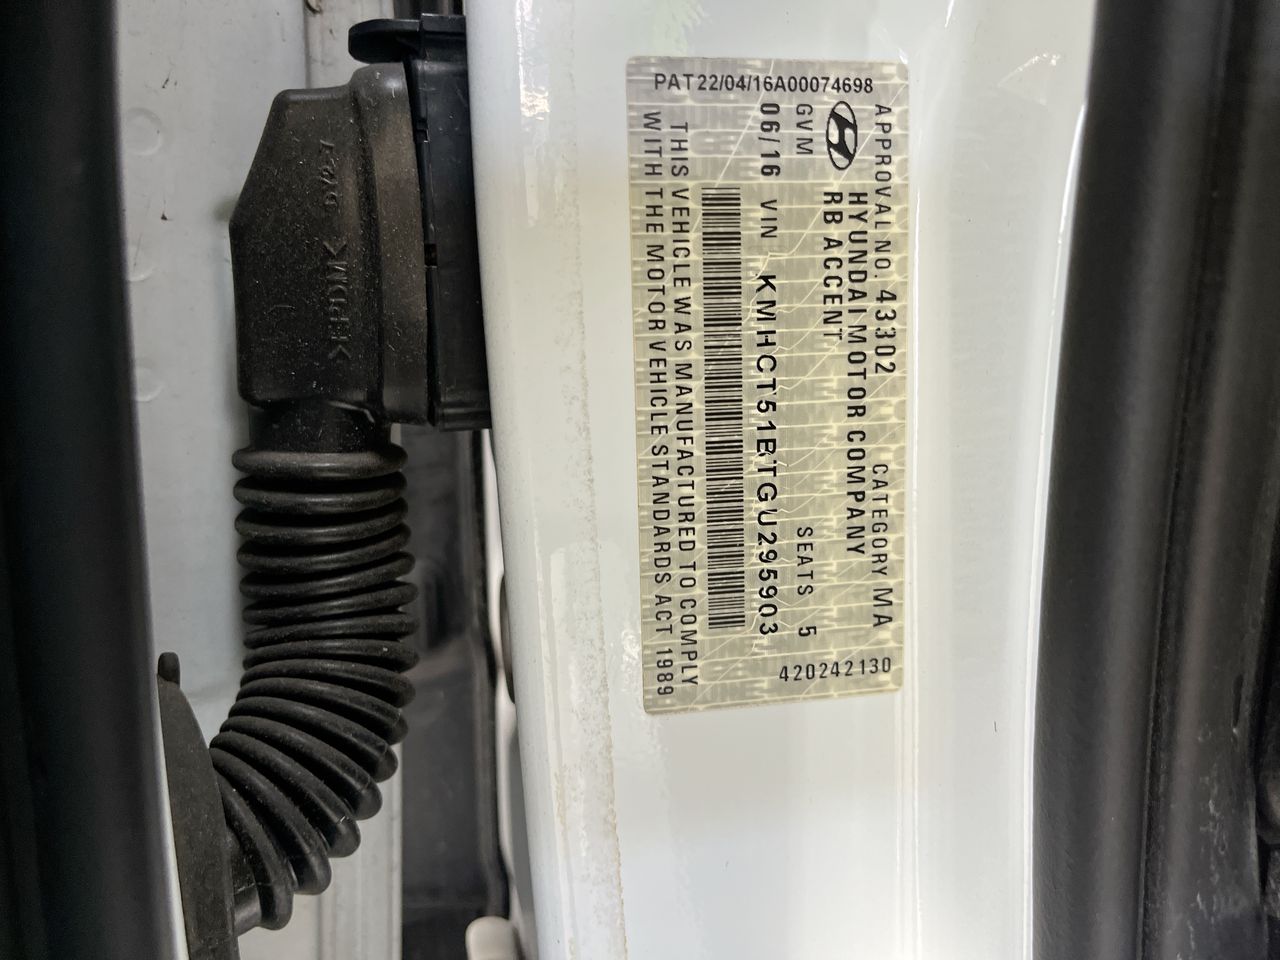 PAT22/04/16A00074698
APPROVAL NO. 43302 CATEGORY MA
HYUNDAI MOTOR COMPANY
RB ACCENT
GVM SEATS 5
06/16 VIN KMHCT51BTGU295903
THIS VEHICLE WAS MANUFACTURED TO COMPLY
WITH THE MOTOR VEHICLE STANDARDS ACT 1989
420242130